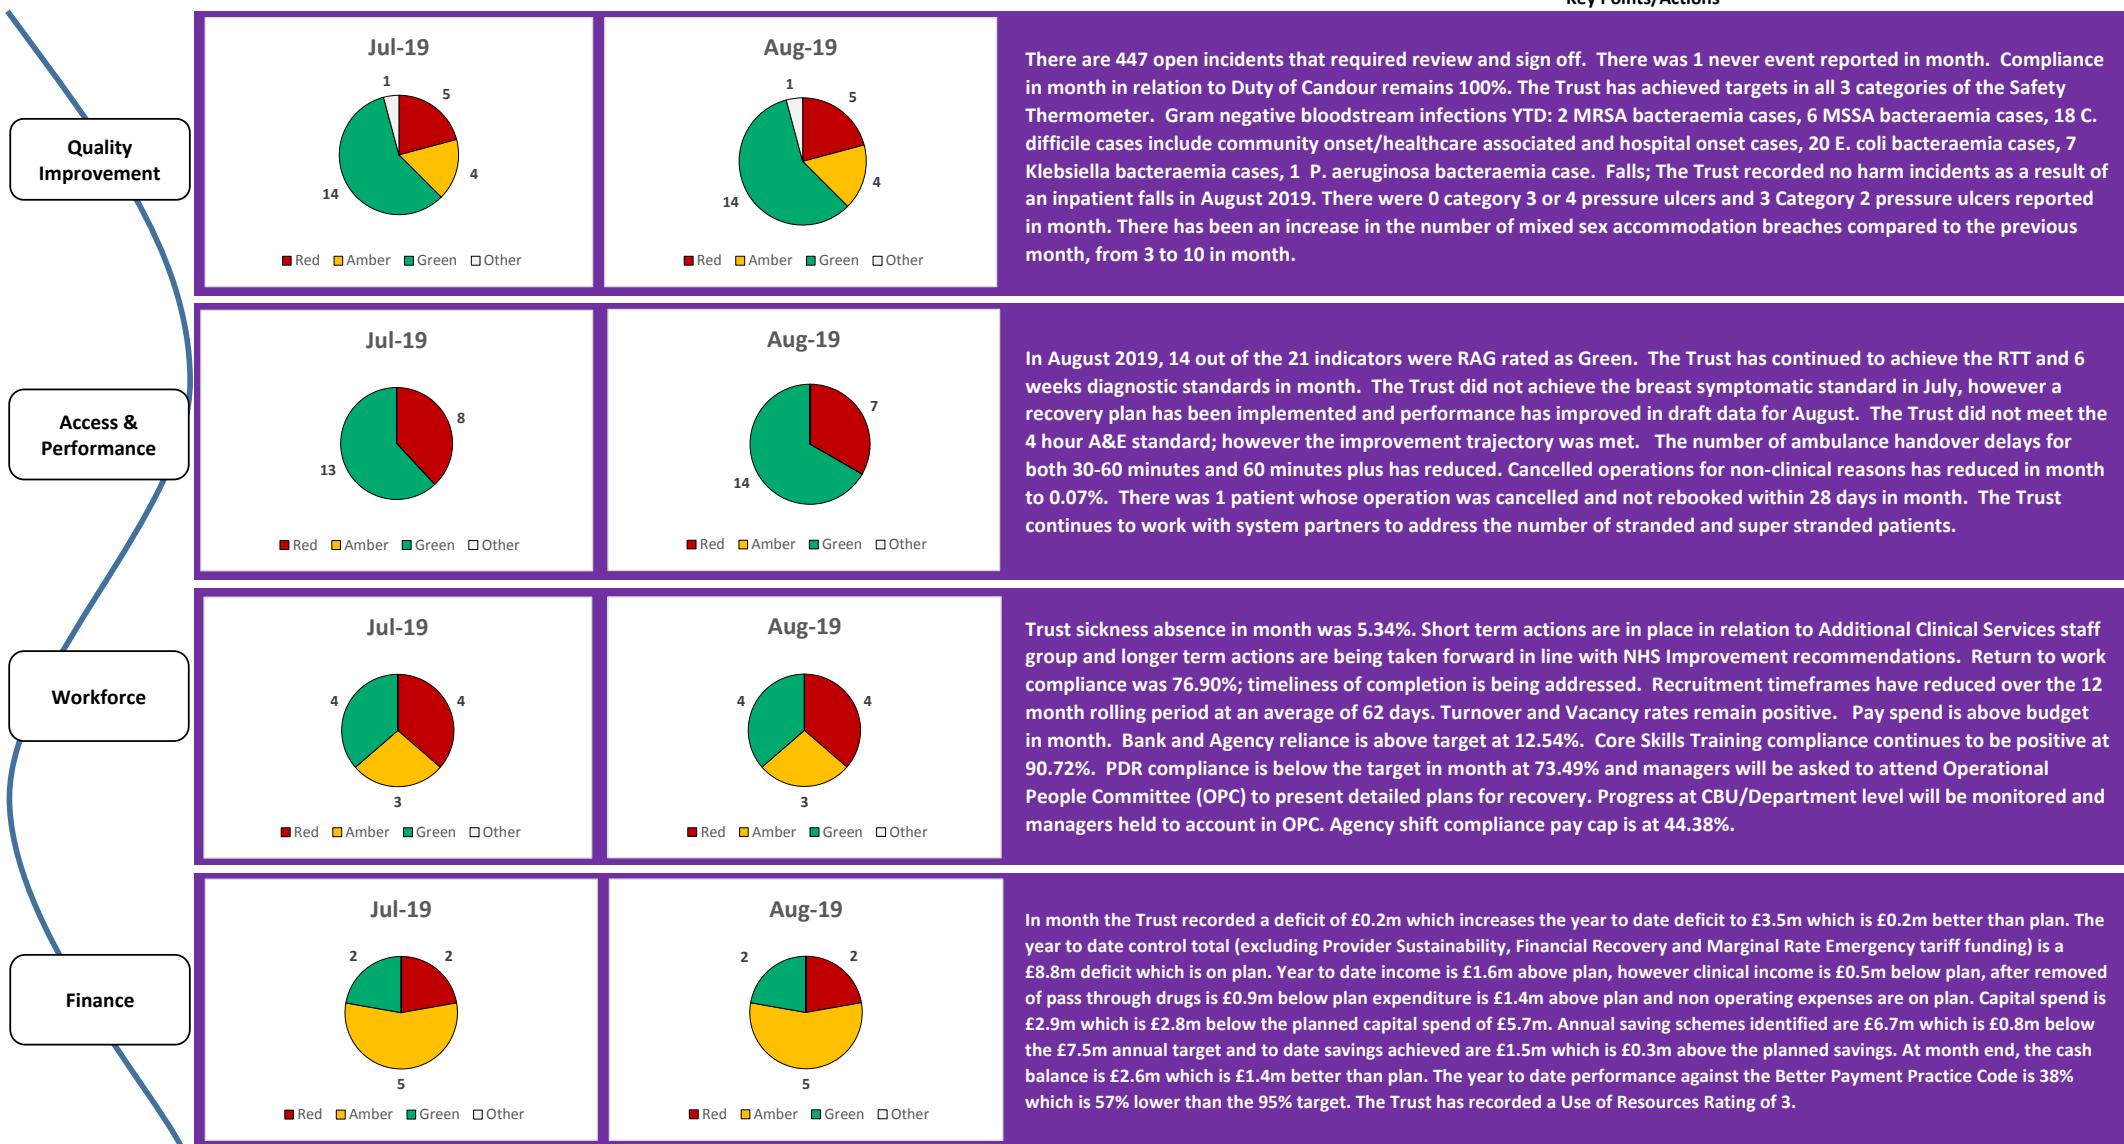 Key Points/Actions
Quality
Improvement
Jul-19
1
5
4
14
Red Amber Green Other
Aug-19
1
5
4
14
Red Amber Green Other
There are 447 open incidents that required review and sign off. There was 1 never event reported in month. Compliance
in month in relation to Duty of Candour remains 100%. The Trust has achieved targets in all 3 categories of the Safety
Thermometer. Gram negative bloodstream infections YTD: 2 MRSA bacteraemia cases, 6 MSSA bacteraemia cases, 18 C.
difficile cases include community onset/healthcare associated and hospital onset cases, 20 E. coli bacteraemia cases, 7
Klebsiella bacteraemia cases, 1 P. aeruginosa bacteraemia case. Falls; The Trust recorded no harm incidents as a result of
an inpatient falls in August 2019. There were 0 category 3 or 4 pressure ulcers and 3 Category 2 pressure ulcers reported
in month. There has been an increase in the number of mixed sex accommodation breaches compared to the previous
month, from 3 to 10 in month.
Access &
Performance
Jul-19
8
13
Red Amber Green Other
Aug-19
7
14
Red Amber Green Other
In August 2019, 14 out of the 21 indicators were RAG rated as Green. The Trust has continued to achieve the RTT and 6
weeks diagnostic standards in month. The Trust did not achieve the breast symptomatic standard in July, however a
recovery plan has been implemented and performance has improved in draft data for August. The Trust did not meet the
4 hour A&E standard; however the improvement trajectory was met. The number of ambulance handover delays for
both 30-60 minutes and 60 minutes plus has reduced. Cancelled operations for non-clinical reasons has reduced in month
to 0.07%. There was 1 patient whose operation was cancelled and not rebooked within 28 days in month. The Trust
continues to work with system partners to address the number of stranded and super stranded patients.
Workforce
Jul-19
4
4
3
Red Amber Green Other
Aug-19
4
4
3
Red Amber Green Other
Trust sickness absence in month was 5.34%. Short term actions are in place in relation to Additional Clinical Services staff
group and longer term actions are being taken forward in line with NHS Improvement recommendations. Return to work
compliance was 76.90%; timeliness of completion is being addressed. Recruitment timeframes have reduced over the 12
month rolling period at an average of 62 days. Turnover and Vacancy rates remain positive. Pay spend is above budget
in month. Bank and Agency reliance is above target at 12.54%. Core Skills Training compliance continues to be positive at
90.72%. PDR compliance is below the target in month at 73.49% and managers will be asked to attend Operational
People Committee (OPC) to present detailed plans for recovery. Progress at CBU/Department level will be monitored and
managers held to account in OPC. Agency shift compliance pay cap is at 44.38%.
Finance
Jul-19
2
2
5
Red Amber Green Other
Aug-19
2
2
5
Red Amber Green Other
In month the Trust recorded a deficit of £0.2m which increases the year to date deficit to £3.5m which is £0.2m better than plan. The
year to date control total (excluding Provider Sustainability, Financial Recovery and Marginal Rate Emergency tariff funding) is a
£8.8m deficit which is on plan. Year to date income is £1.6m above plan, however clinical income is £0.5m below plan, after removed
of pass through drugs is £0.9m below plan expenditure is £1.4m above plan and non operating expenses are on plan. Capital spend is
£2.9m which is £2.8m below the planned capital spend of £5.7m. Annual saving schemes identified are £6.7m which is £0.8m below
the £7.5m annual target and to date savings achieved are £1.5m which is £0.3m above the planned savings. At month end, the cash
balance is £2.6m which is £1.4m better than plan. The year to date performance against the Better Payment Practice Code is 38%
which is 57% lower than the 95% target. The Trust has recorded a Use of Resources Rating of 3.